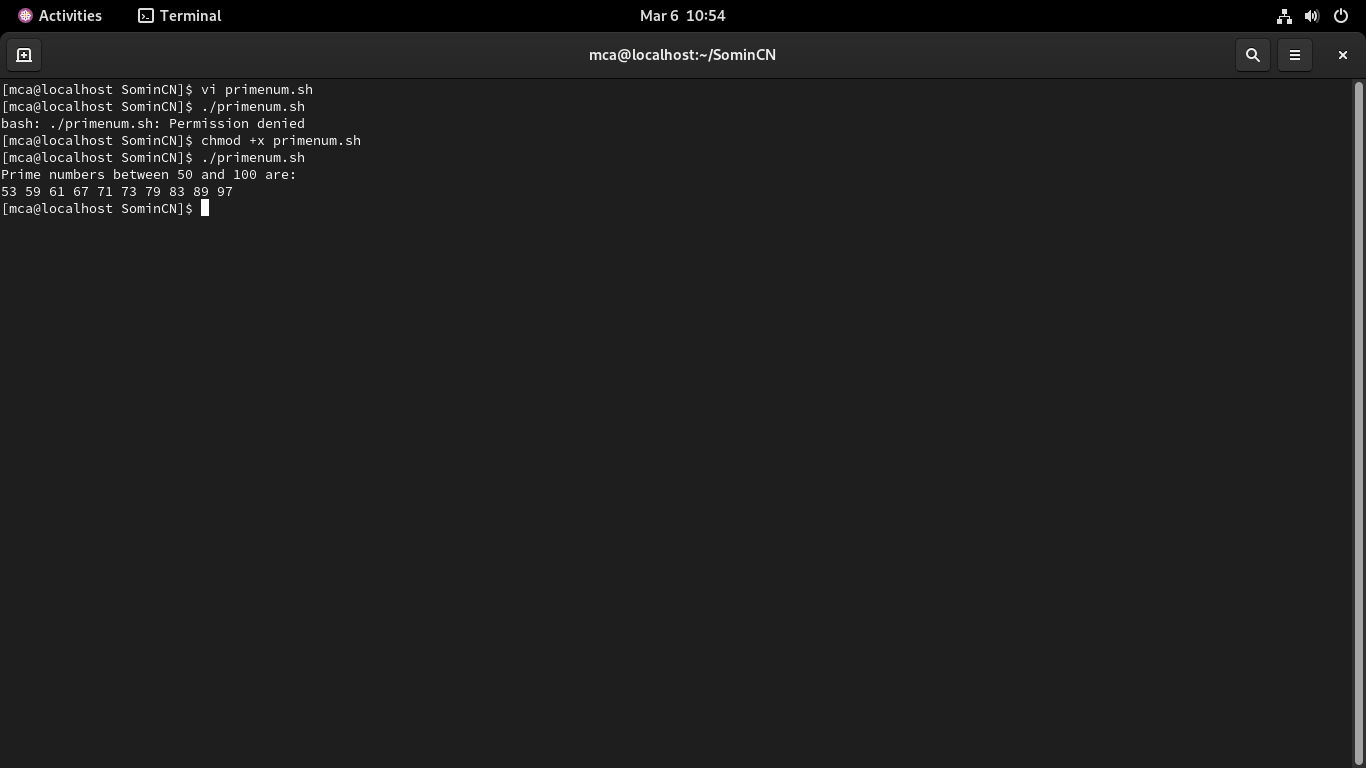 Activities Terminal Mar 6 10:54
mca@localhost:~/SominCN
[mca@localhost SominCN]$ vi primenum.sh
[mca@localhost SominCN]$ ./primenum.sh
bash: ./primenum.sh: Permission denied
[mca@localhost SominCN]$ chmod +x primenum.sh
[mca@localhost SominCN]$ ./primenum.sh
Prime numbers between 50 and 100 are:
53 59 61 67 71 73 79 83 89 97
[mca@localhost SominCN]$